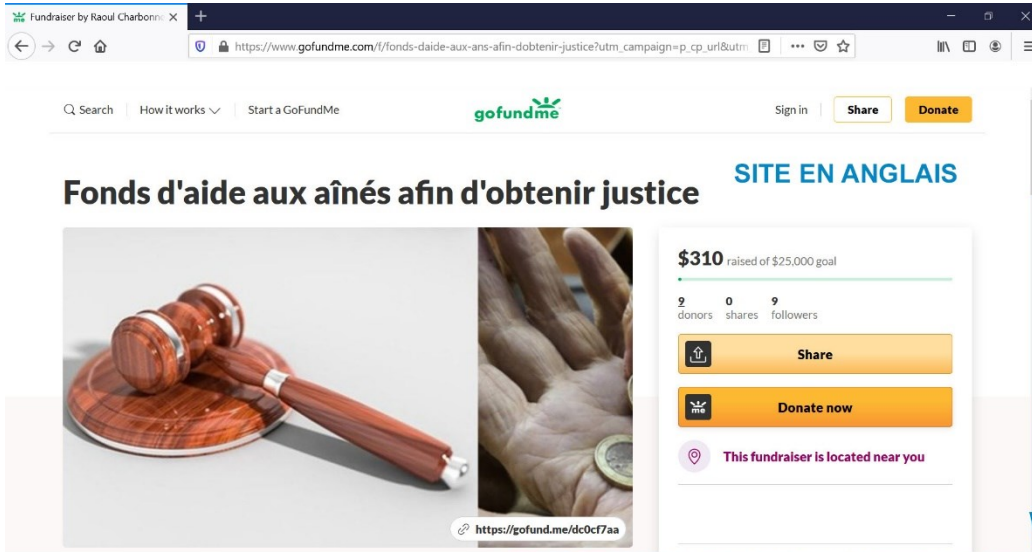 Fundraiser by Raoul Charbonn
https://www.gofundme.com/f/fonds-daide-aux-ans-afin-dobtenir-justice?utm_campaign=p_cp_url&utm
Search How it works Start a GoFundMe gofundme Sign in Share Donate
SITE EN ANGLAIS
Fonds d'aide aux aînés afin d'obtenir justice
$310 raised of $25,000 goal
9 0 9
donors shares followers
Share
me Donate now
This fundraiser is located near you
https://gofund.me/dc0cf7aa